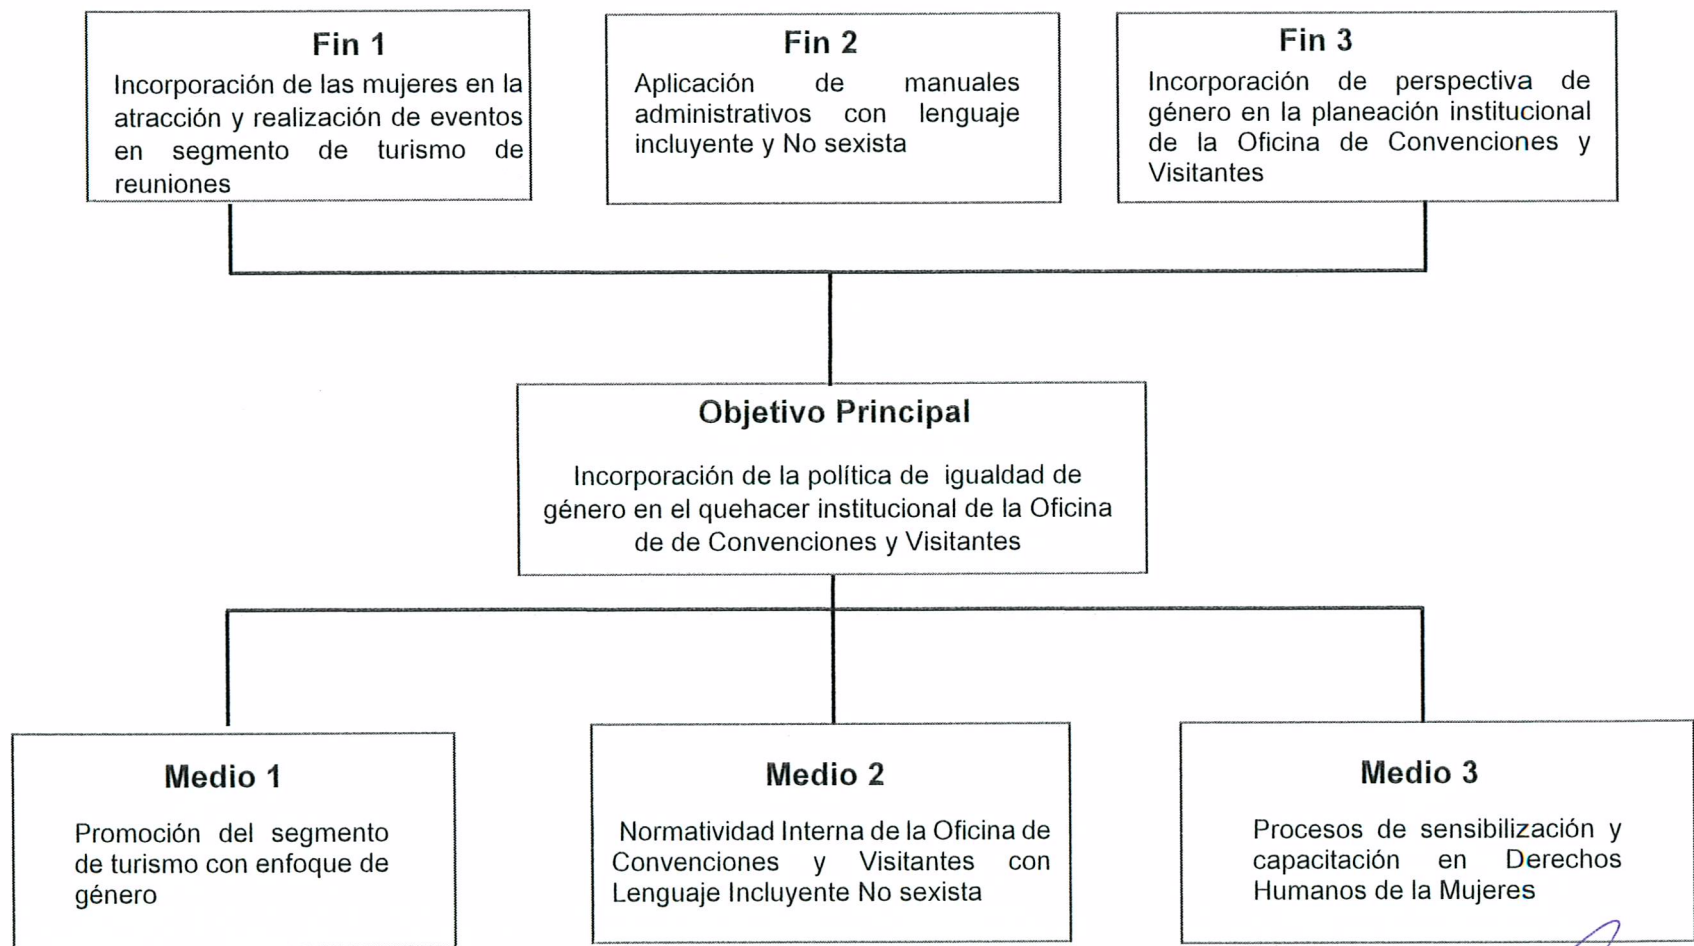 Fin 1
Incorporación de las mujeres en la
atracción y realización de eventos
en segmento de turismo de
reuniones
Fin 2
Aplicación de manuales
administrativos con lenguaje
incluyente y No sexista
Fin 3
Incorporación de perspectiva de
género en la planeación institucional
de la Oficina de Convenciones y
Visitantes
Objetivo Principal
Incorporación de la política de igualdad de
género en el quehacer institucional de la Oficina
de de Convenciones y Visitantes
Medio 1
Promoción del segmento
de turismo con enfoque de
género
Medio 2
Normatividad Interna de la Oficina de
Convenciones y Visitantes con
Lenguaje Incluyente No sexista
Medio 3
Procesos de sensibilización y
capacitación en Derechos
Humanos de la Mujeres